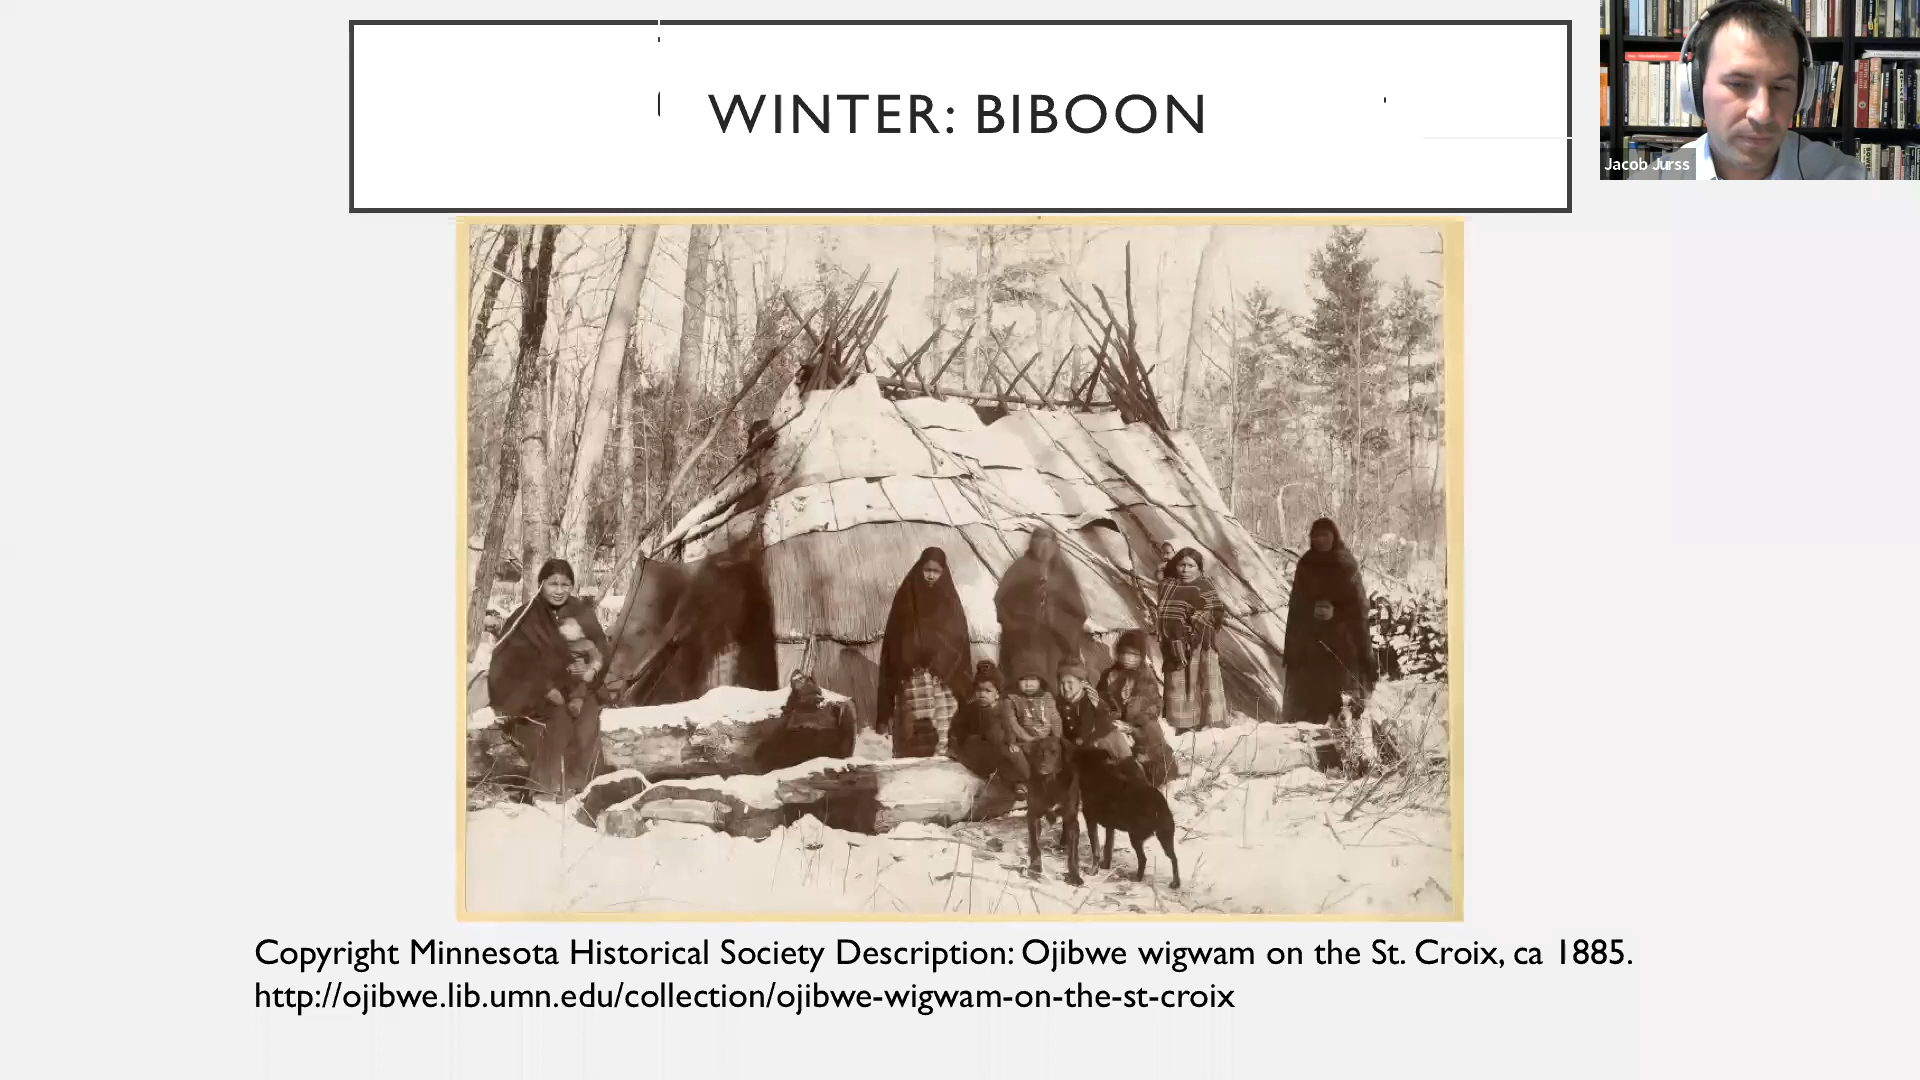 WINTER: BIBOON
Jacob Jurss
Copyright Minnesota Historical Society Description: Ojibwe wigwam on the St. Croix, ca 1885.
http://ojibwe.lib.umn.edu/collection/ojibwe-wigwam-on-the-st-croix